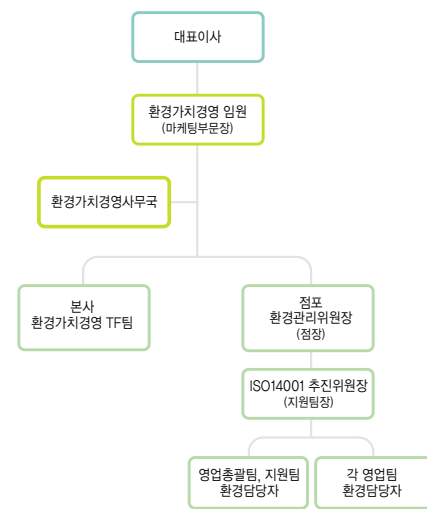 대표이사
환경가치경영 임원
(마케팅부문장)
환경가치경영사무국
본사
환경가치경영 TF팀
점포
환경관리위원장
(점장)
ISO14001 추진위원장
(지원팀장)
영업총괄팀, 지원팀
환경담당자
각 영업팀
환경담당자